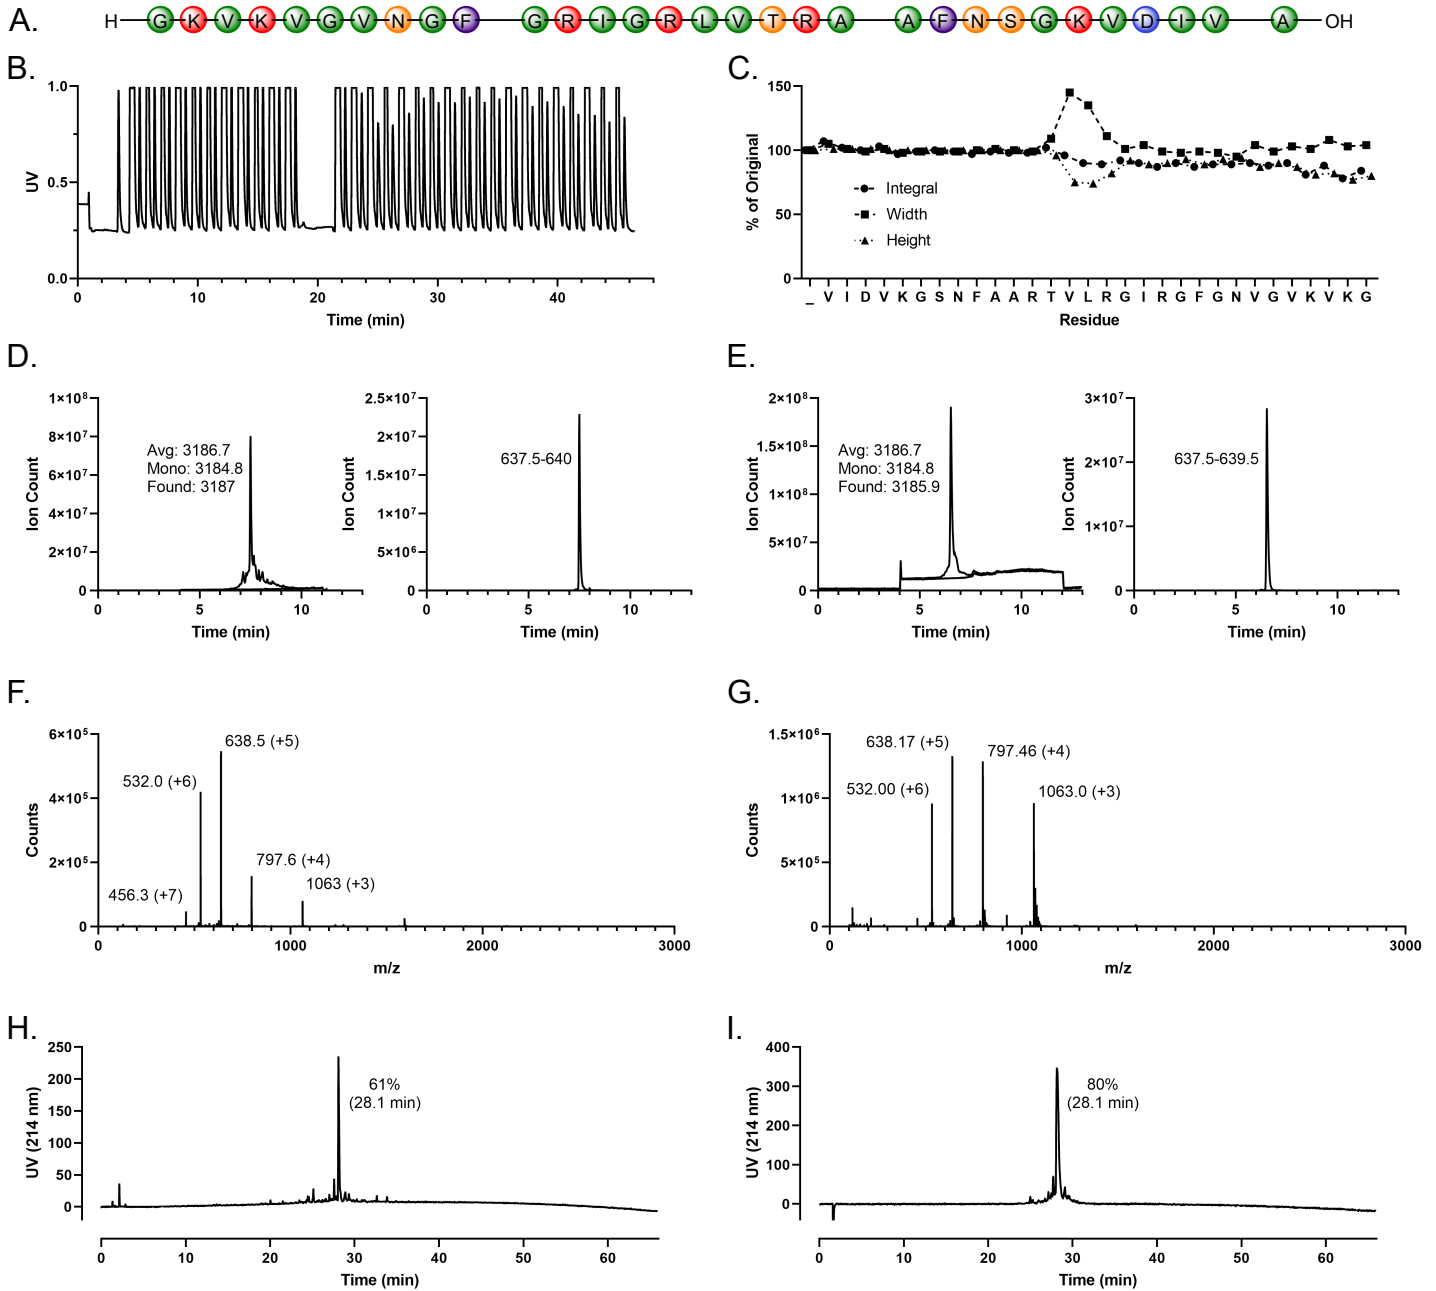 A.
H G K V K V G V N G F G R I G R L V T R A A F N S G K V D I V A OH
B.
1.0
0.5
0.0
UV
0 10 20 30 40
Time (min)
C.
150
100
50
0
% of Original
Integral
Width
Height
_ V I D V K G S N F A A R T V L R G I R G F G N V G V K V K G
Residue
D.
1×10⁸
8×10⁷
6×10⁷
4×10⁷
2×10⁷
0
Ion Count
Avg: 3186.7
Mono: 3184.8
Found: 3187
0 5 10
Time (min)
2.5×10⁷
2.0×10⁷
1.5×10⁷
1×10⁷
5×10⁶
0
Ion Count
637.5-640
0 5 10
Time (min)
E.
2×10⁸
1.5×10⁸
1×10⁸
5×10⁷
0
Ion Count
Avg: 3186.7
Mono: 3184.8
Found: 3185.9
0 5 10
Time (min)
3×10⁷
2×10⁷
1×10⁷
0
Ion Count
637.5-639.5
0 5 10
Time (min)
F.
6×10⁵
4×10⁵
2×10⁵
0
Counts
638.5 (+5)
532.0 (+6)
797.6 (+4)
1063 (+3)
456.3 (+7)
0 1000 2000 3000
m/z
G.
1.5×10⁶
1×10⁶
5×10⁵
0
Counts
638.17 (+5)
797.46 (+4)
532.00 (+6)
1063.0 (+3)
0 1000 2000 3000
m/z
H.
250
200
150
100
50
0
UV (214 nm)
61%
(28.1 min)
0 10 20 30 40 50 60
Time (min)
I.
400
300
200
100
0
UV (214 nm)
80%
(28.1 min)
0 10 20 30 40 50 60
Time (min)